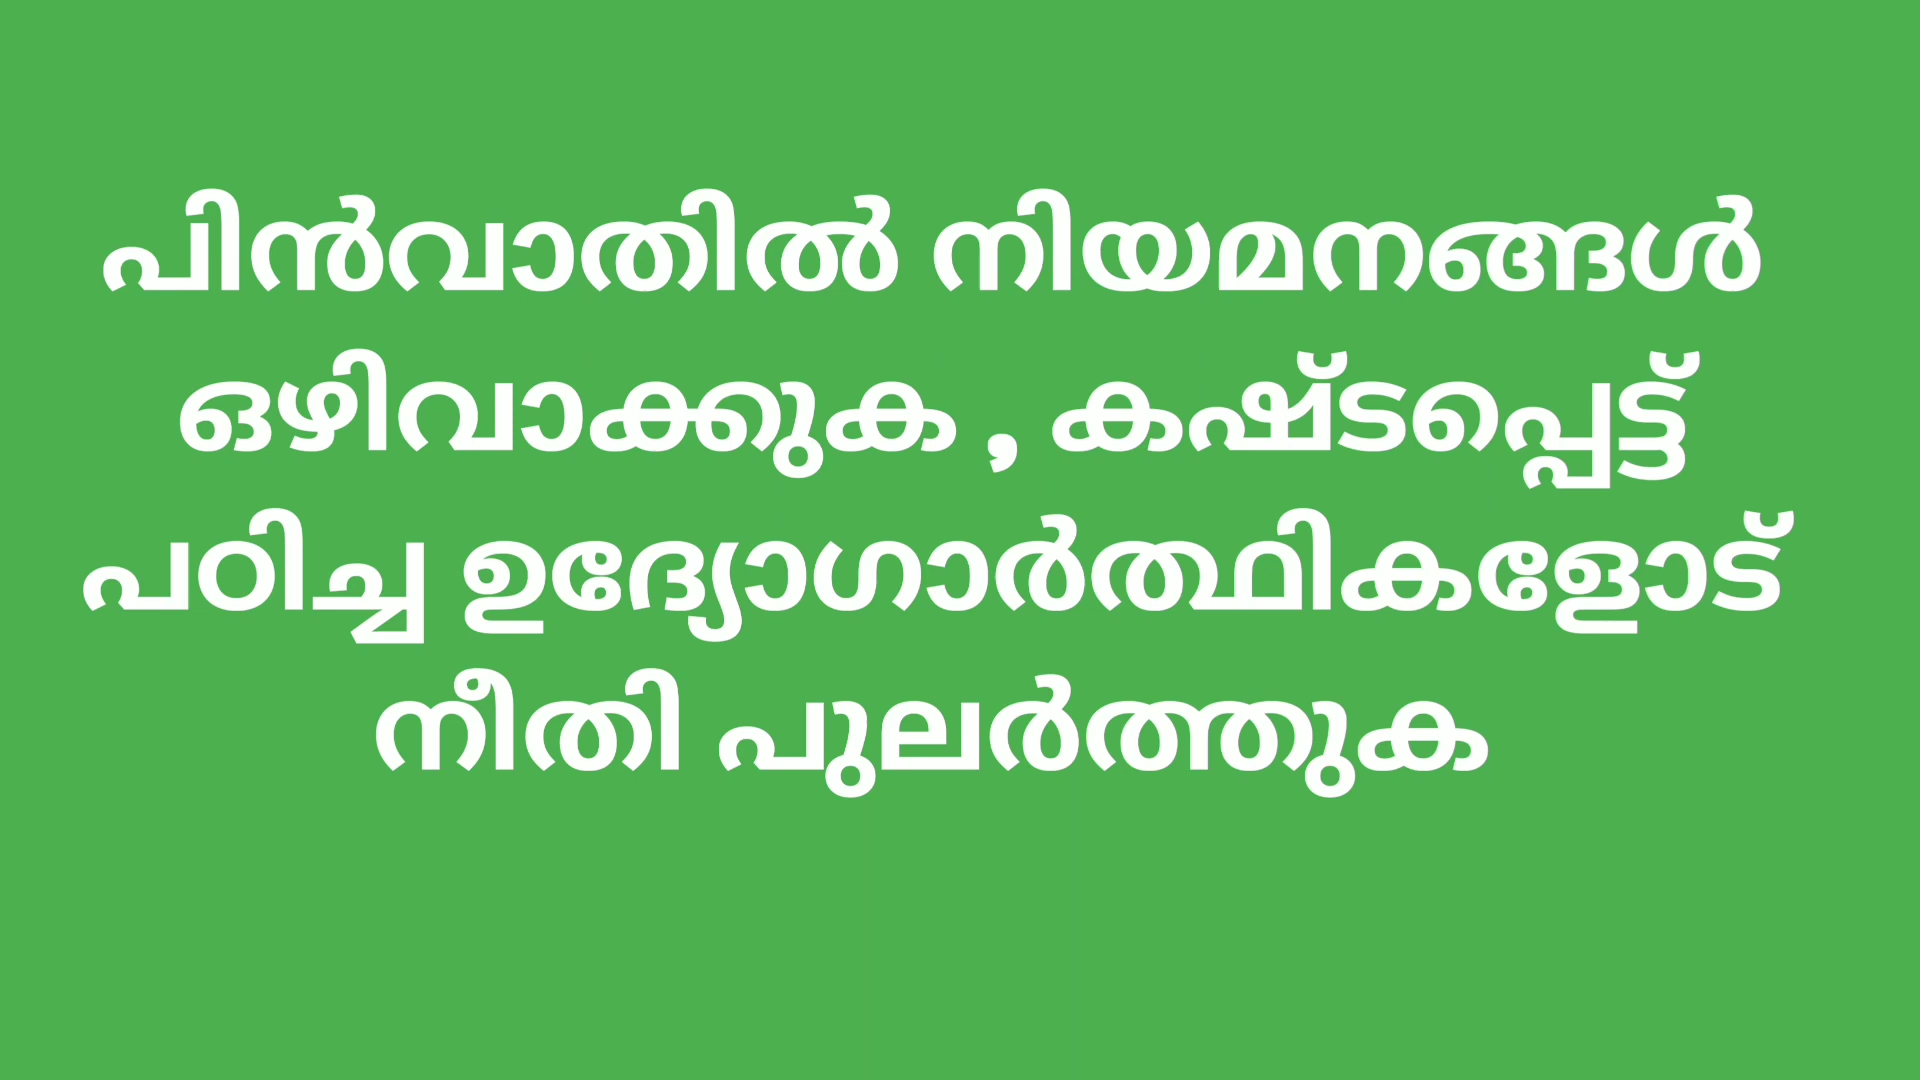 പിൻവാതിൽ നിയമനങ്ങൾ
ഒഴിവാക്കുക , കഷ്ടപ്പെട്ട്
പഠിച്ച ഉദ്യോഗാർത്ഥികളോട്
നീതി പുലർത്തുക